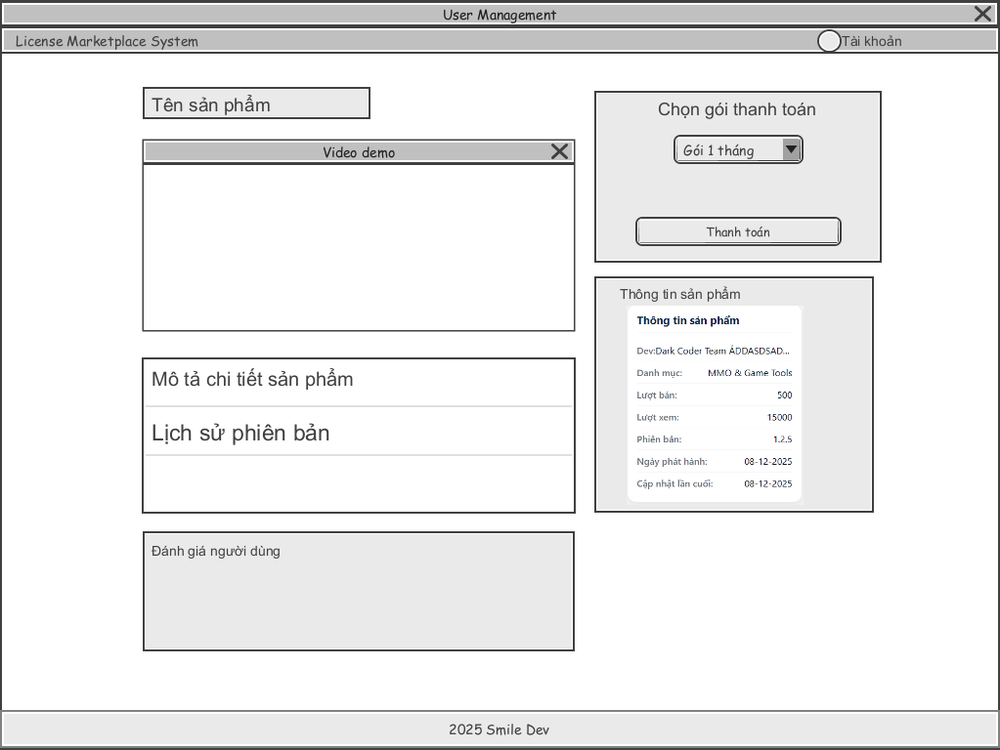 User Management
License Marketplace System
Tài khoản
Tên sản phẩm
Video demo
Mô tả chi tiết sản phẩm
Lịch sử phiên bản
Đánh giá người dùng
Chọn gói thanh toán
Gói 1 tháng
Thanh toán
Thông tin sản phẩm
Thông tin sản phẩm
Dev:Dark Coder Team ÁDDASDSAD...
Danh mục: MMO & Game Tools
Lượt bán: 500
Lượt xem: 15000
Phiên bản: 1.2.5
Ngày phát hành: 08-12-2025
Cập nhật lần cuối: 08-12-2025
2025 Smile Dev